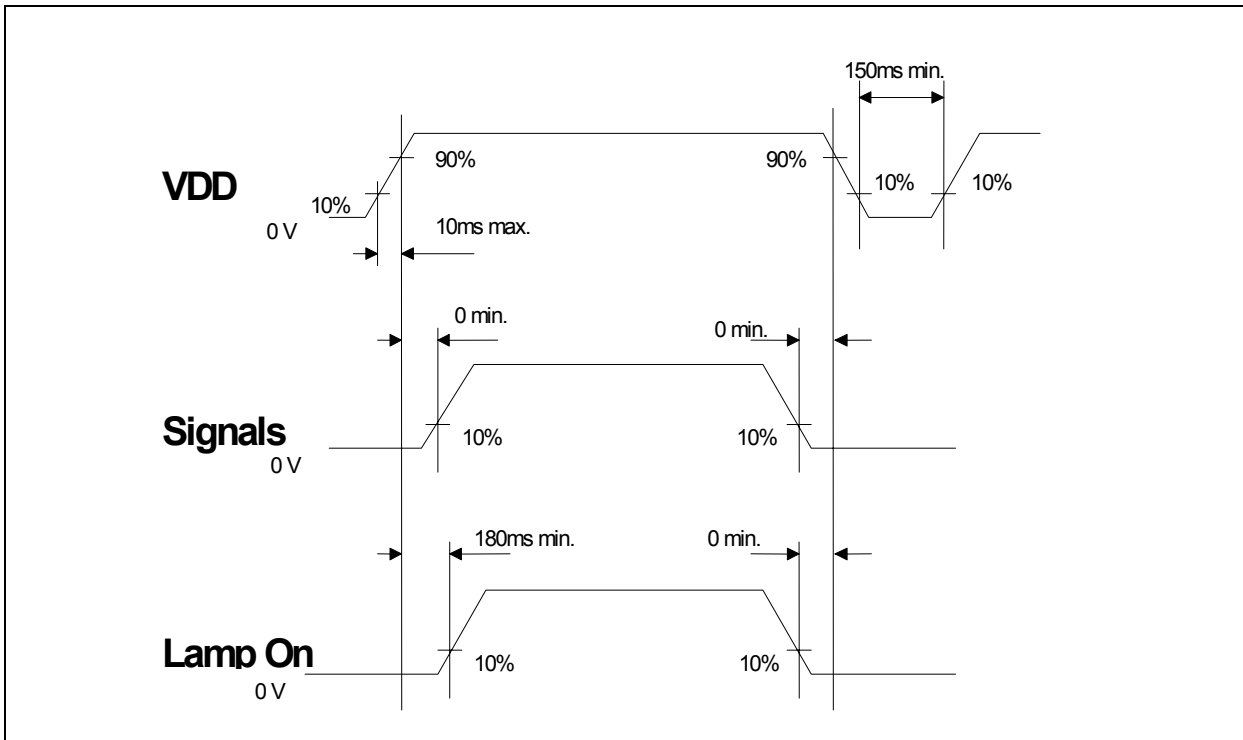 150ms min.
90%
90%
VDD
10%
10%
10%
0 V
10ms max.
0 min.
0 min.
Signals
10%
10%
0 V
180ms min.
0 min.
Lamp On
10%
10%
0 V